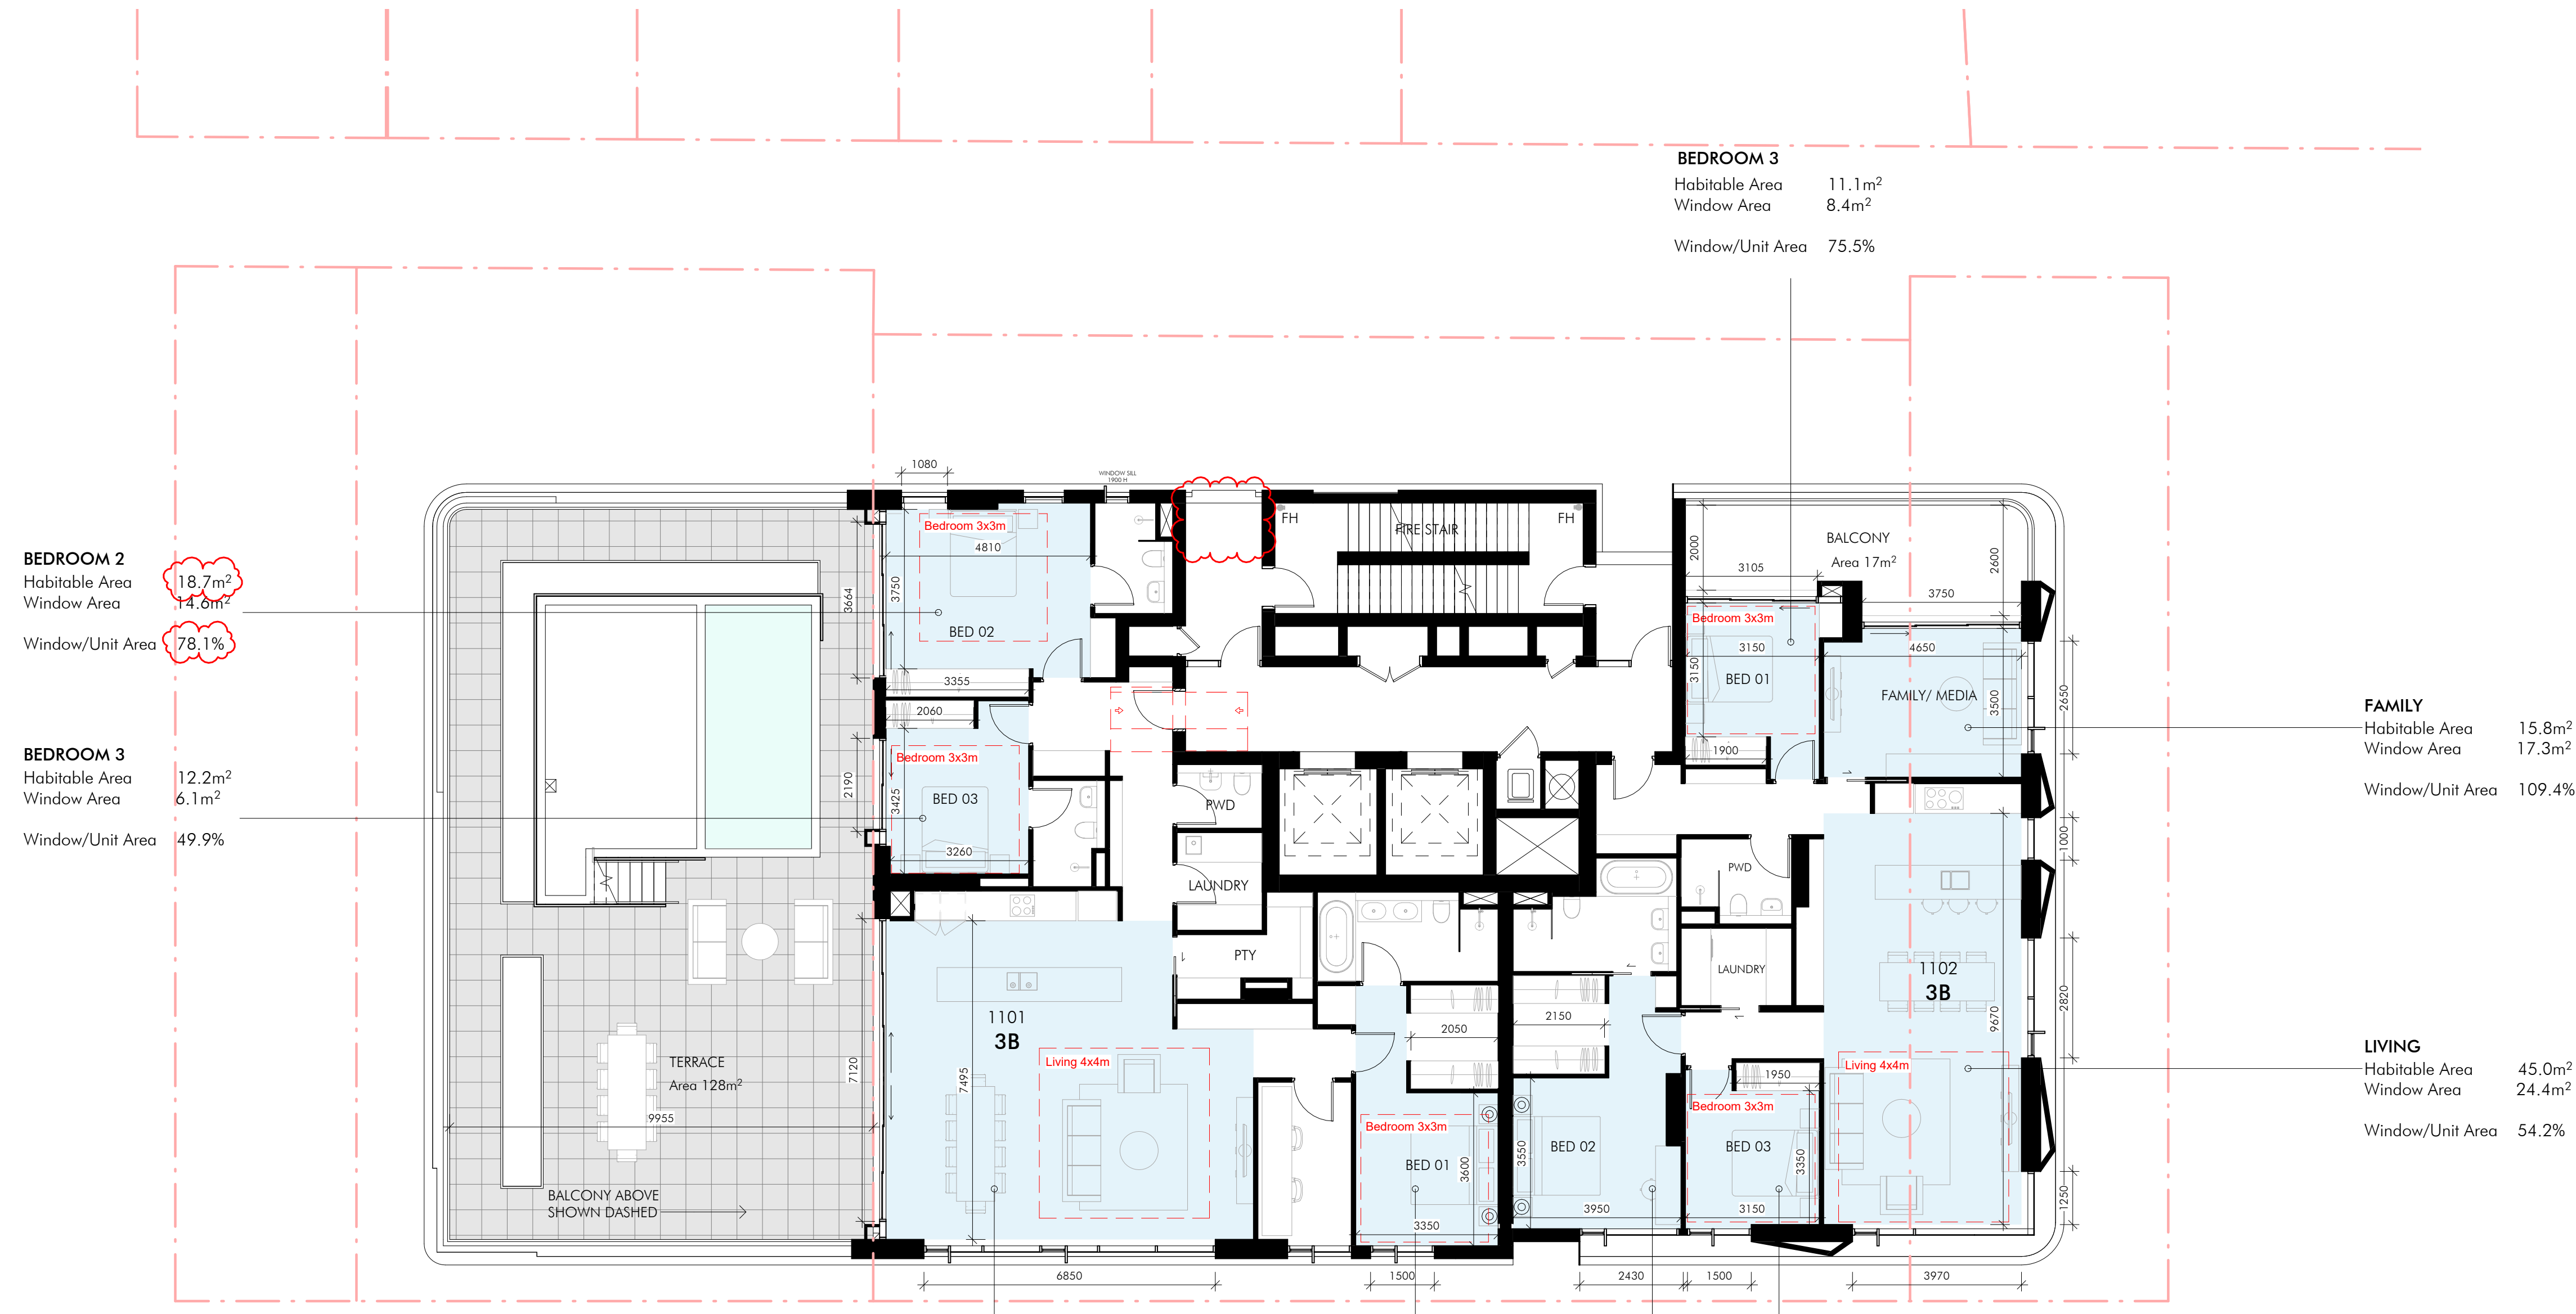 BEDROOM 3
Habitable Area 11.1m²
Window Area 8.4m²
Window/Unit Area 75.5%
BEDROOM 2
Habitable Area 18.7m²
Window Area 14.6m²
Window/Unit Area 78.1%
BEDROOM 3
Habitable Area 12.2m²
Window Area 6.1m²
Window/Unit Area 49.9%
1080
WINDOW SILL
1900 H
Bedroom 3x3m
4810
3750
3664
BED 02
3355
2060
Bedroom 3x3m
2190
3425
BED 03
3260
FH
FIRE STAIR
FH
PWD
LAUNDRY
PTY
1101
3B
Living 4x4m
7495
7120
TERRACE
Area 128m²
9955
BALCONY ABOVE
SHOWN DASHED
2050
Bedroom 3x3m
BED 01
3600
3350
6850
1500
2000
BALCONY
Area 17m²
2600
3105
3750
Bedroom 3x3m
3150
4650
3150
BED 01
FAMILY/ MEDIA
3500
2650
1900
1000
PWD
LAUNDRY
1102
3B
9670
2820
2150
Living 4x4m
1950
Bedroom 3x3m
BED 02
3550
BED 03
3350
3950
3150
1250
2430
1500
3970
FAMILY
Habitable Area 15.8m²
Window Area 17.3m²
Window/Unit Area 109.4%
LIVING
Habitable Area 45.0m²
Window Area 24.4m²
Window/Unit Area 54.2%